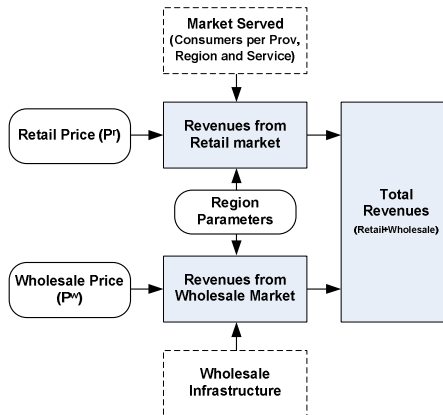 Market Served
(Consumers per Prov,
Region and Service)
Retail Price (Pʳ)
Revenues from
Retail market
Region
Parameters
Total
Revenues
(Retail+Wholesale)
Wholesale Price
(Pʷ)
Revenues from
Wholesale Market
Wholesale
Infrastructure